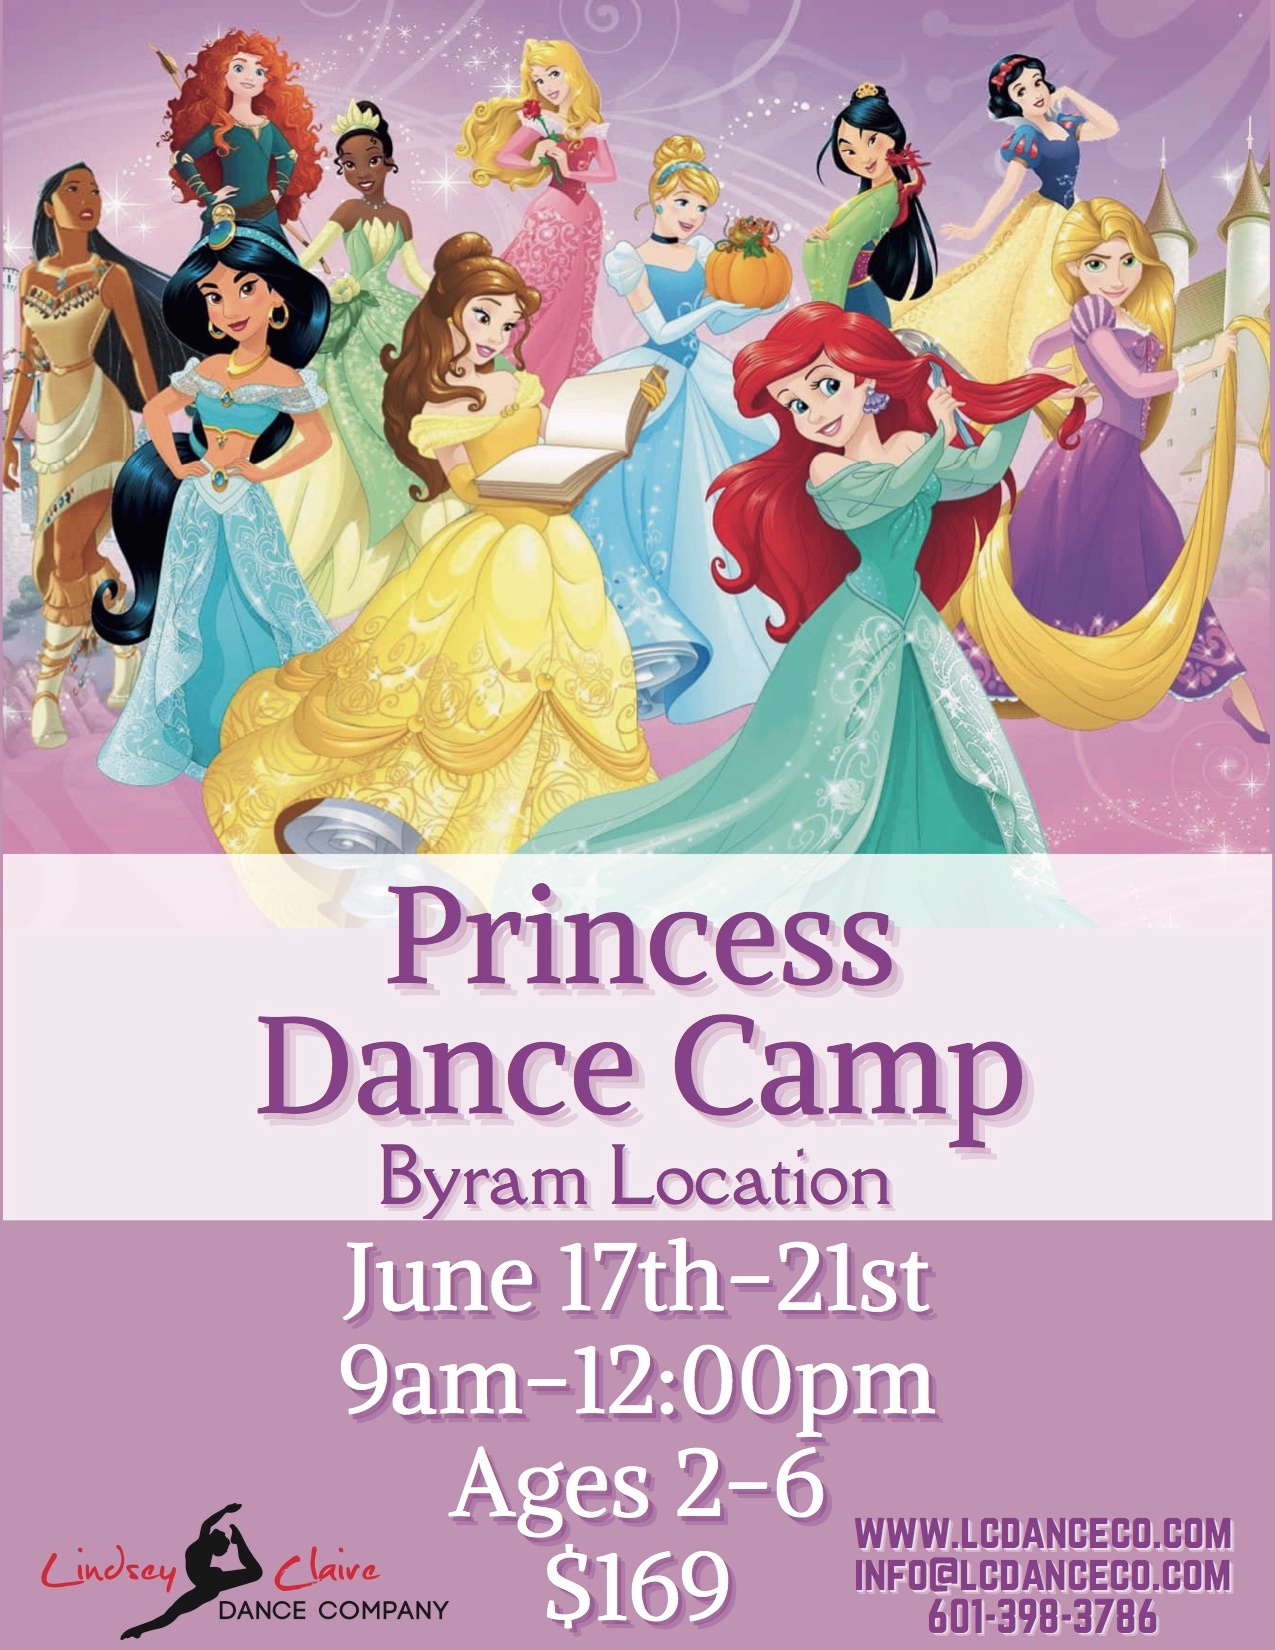 Princess
Dance Camp
Byram Location
June 17th-21st
9am-12:00pm
Ages 2-6
$169
Lindsey Claire
DANCE COMPANY
WWW.LCDANCECO.COM
INFO@LCDANCECO.COM
601-398-3786